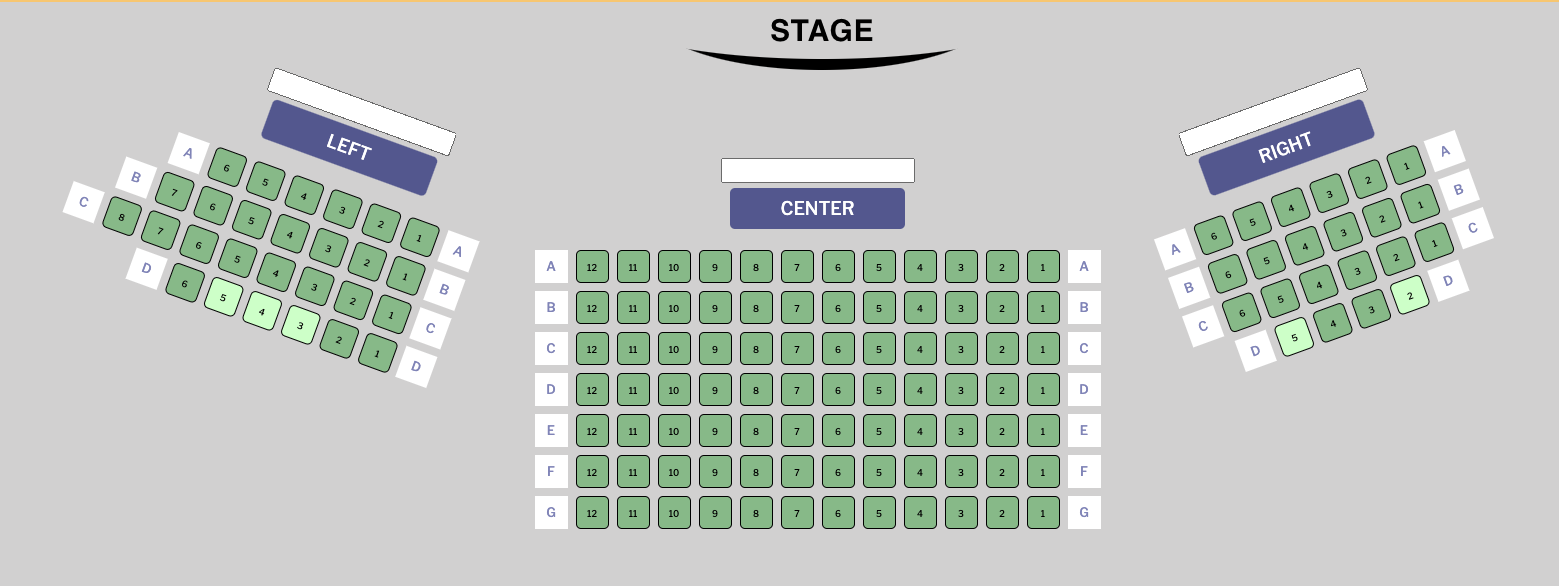 STAGE
LEFT
A 6 5 4 3 2 1 A
B 7 6 5 4 3 2 1 B
C 8 7 6 5 4 3 2 1 C
D 6 5 4 3 2 1 D
CENTER
A 12 11 10 9 8 7 6 5 4 3 2 1 A
B 12 11 10 9 8 7 6 5 4 3 2 1 B
C 12 11 10 9 8 7 6 5 4 3 2 1 C
D 12 11 10 9 8 7 6 5 4 3 2 1 D
E 12 11 10 9 8 7 6 5 4 3 2 1 E
F 12 11 10 9 8 7 6 5 4 3 2 1 F
G 12 11 10 9 8 7 6 5 4 3 2 1 G
RIGHT
A 6 5 4 3 2 1 A
B 6 5 4 3 2 1 B
C 6 5 4 3 2 1 C
D 5 4 3 2 D